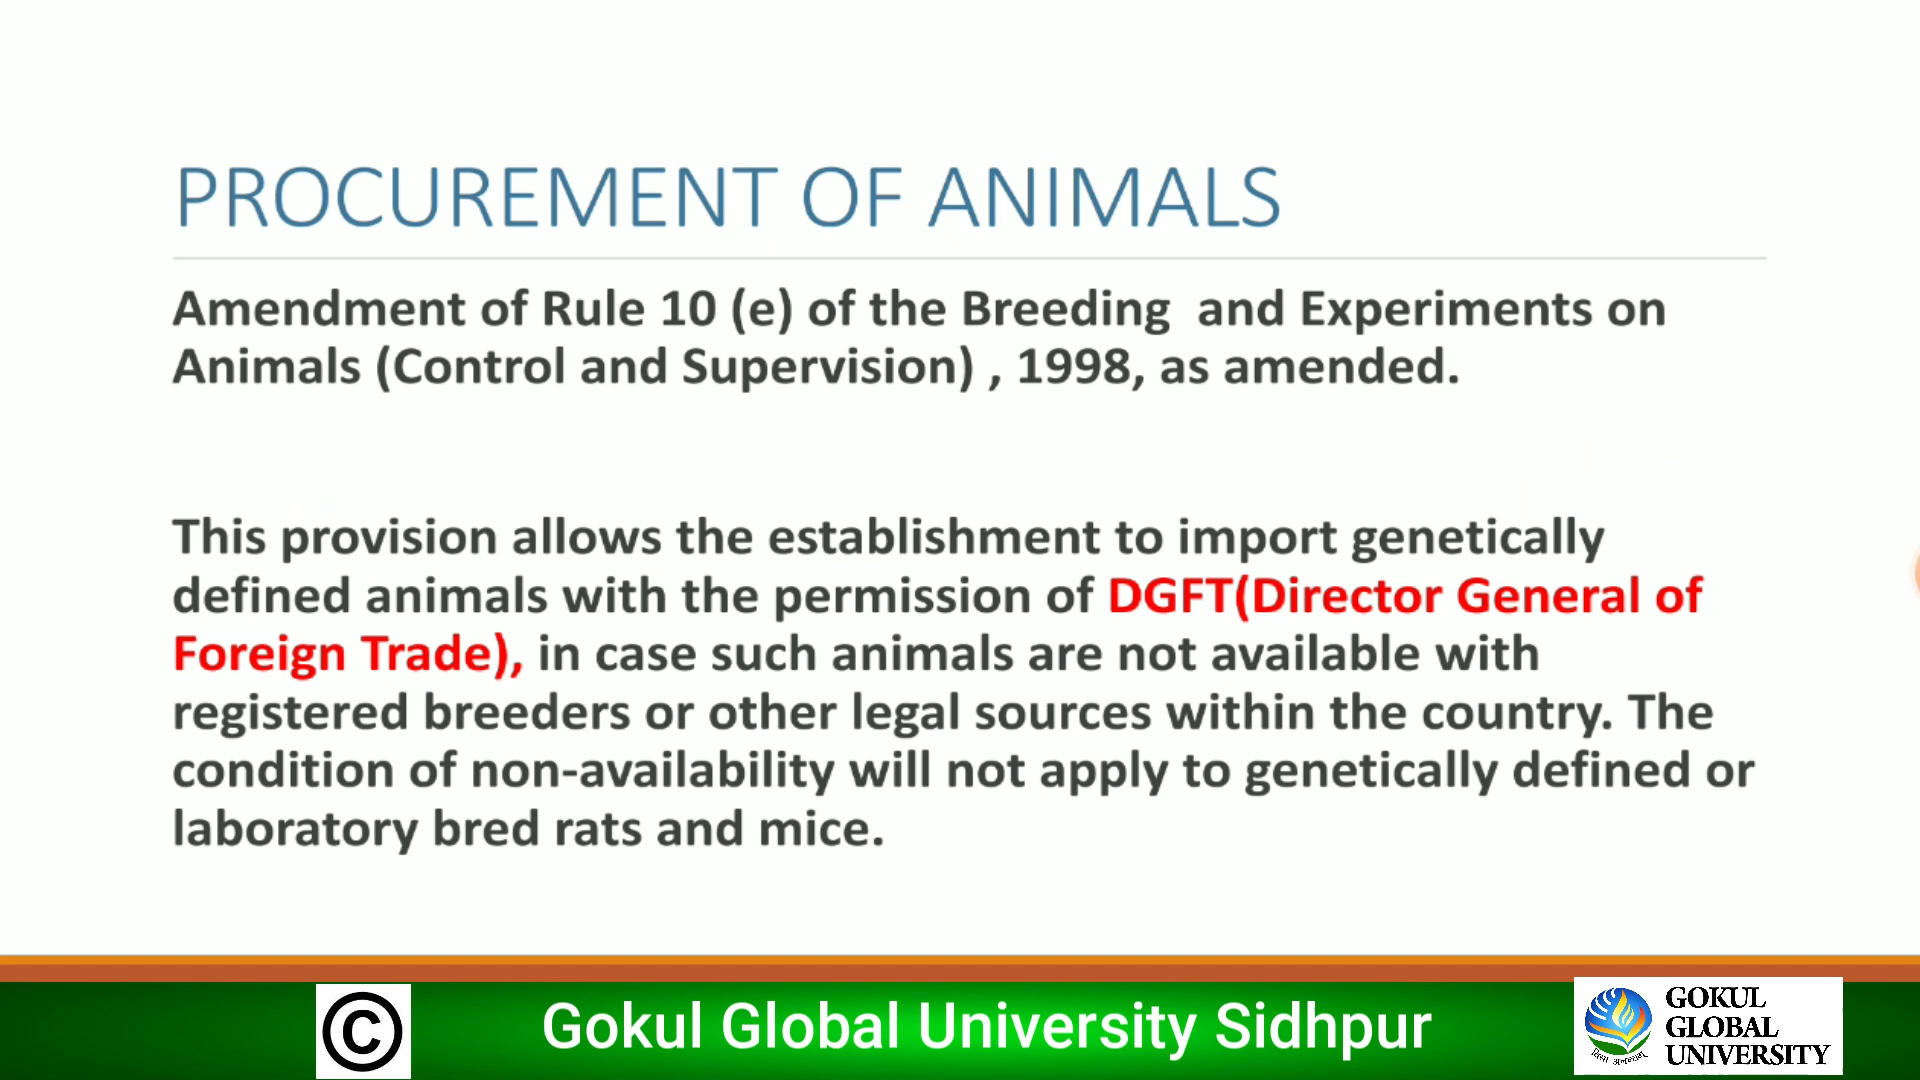 PROCUREMENT OF ANIMALS
Amendment of Rule 10 (e) of the Breeding and Experiments on
Animals (Control and Supervision) , 1998, as amended.
This provision allows the establishment to import genetically
defined animals with the permission of DGFT(Director General of
Foreign Trade), in case such animals are not available with
registered breeders or other legal sources within the country. The
condition of non-availability will not apply to genetically defined or
laboratory bred rats and mice.
©
Gokul Global University Sidhpur
GOKUL
GLOBAL
UNIVERSITY